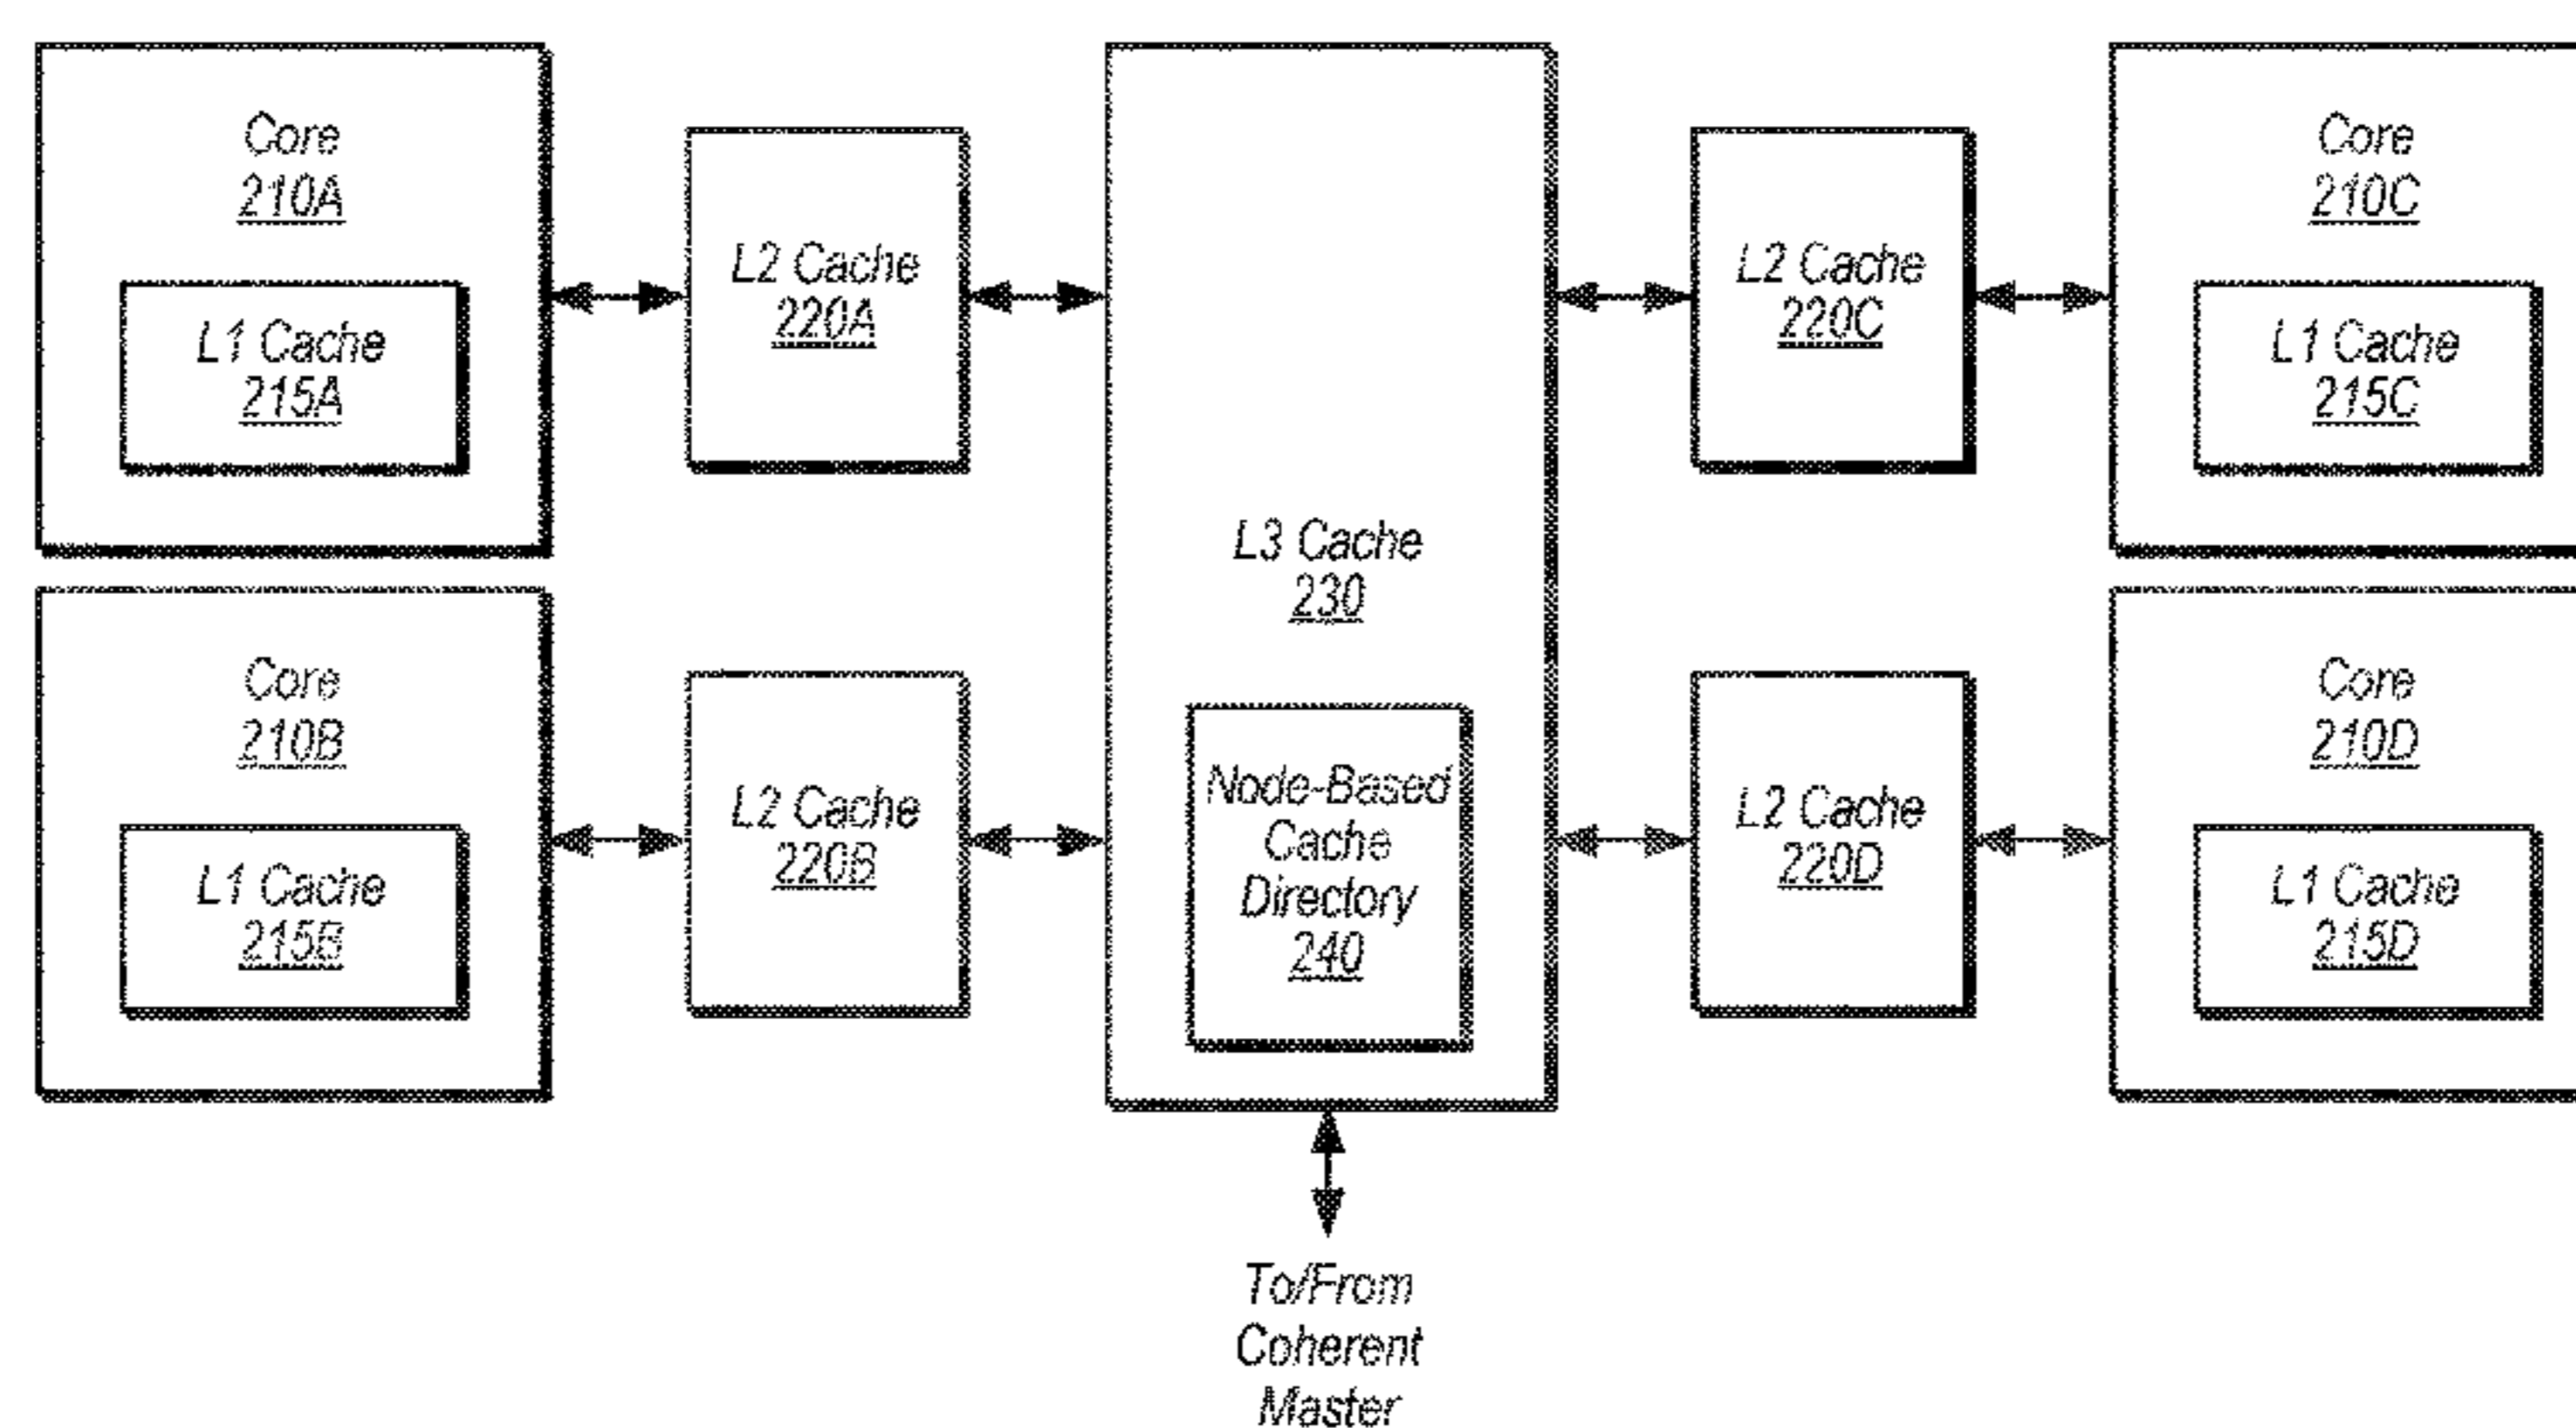 Core
210A
L1 Cache
215A
L2 Cache
220A
Core
210B
L1 Cache
215B
L2 Cache
220B
L3 Cache
230
Node-Based
Cache
Directory
240
To/From
Coherent
Master
L2 Cache
220C
Core
210C
L1 Cache
215C
L2 Cache
220D
Core
210D
L1 Cache
215D